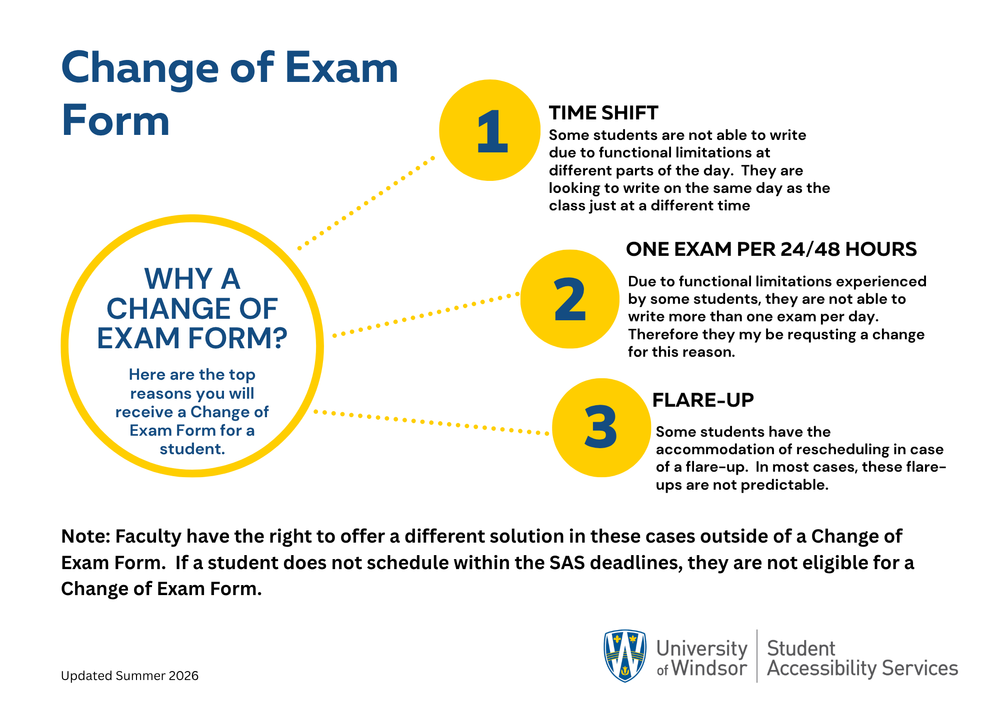 Change of Exam
Form
1
TIME SHIFT
Some students are not able to write
due to functional limitations at
different parts of the day.  They are
looking to write on the same day as the
class just at a different time
WHY A
CHANGE OF
EXAM FORM?
Here are the top
reasons you will
receive a Change of
Exam Form for a
student.
2
ONE EXAM PER 24/48 HOURS
Due to functional limitations experienced
by some students, they are not able to
write more than one exam per day.
Therefore they my be requsting a change
for this reason.
3
FLARE-UP
Some students have the
accommodation of rescheduling in case
of a flare-up.  In most cases, these flare-
ups are not predictable.
Note: Faculty have the right to offer a different solution in these cases outside of a Change of
Exam Form.  If a student does not schedule within the SAS deadlines, they are not eligible for a
Change of Exam Form.
Updated Summer 2026
University
of Windsor
Student
Accessibility Services